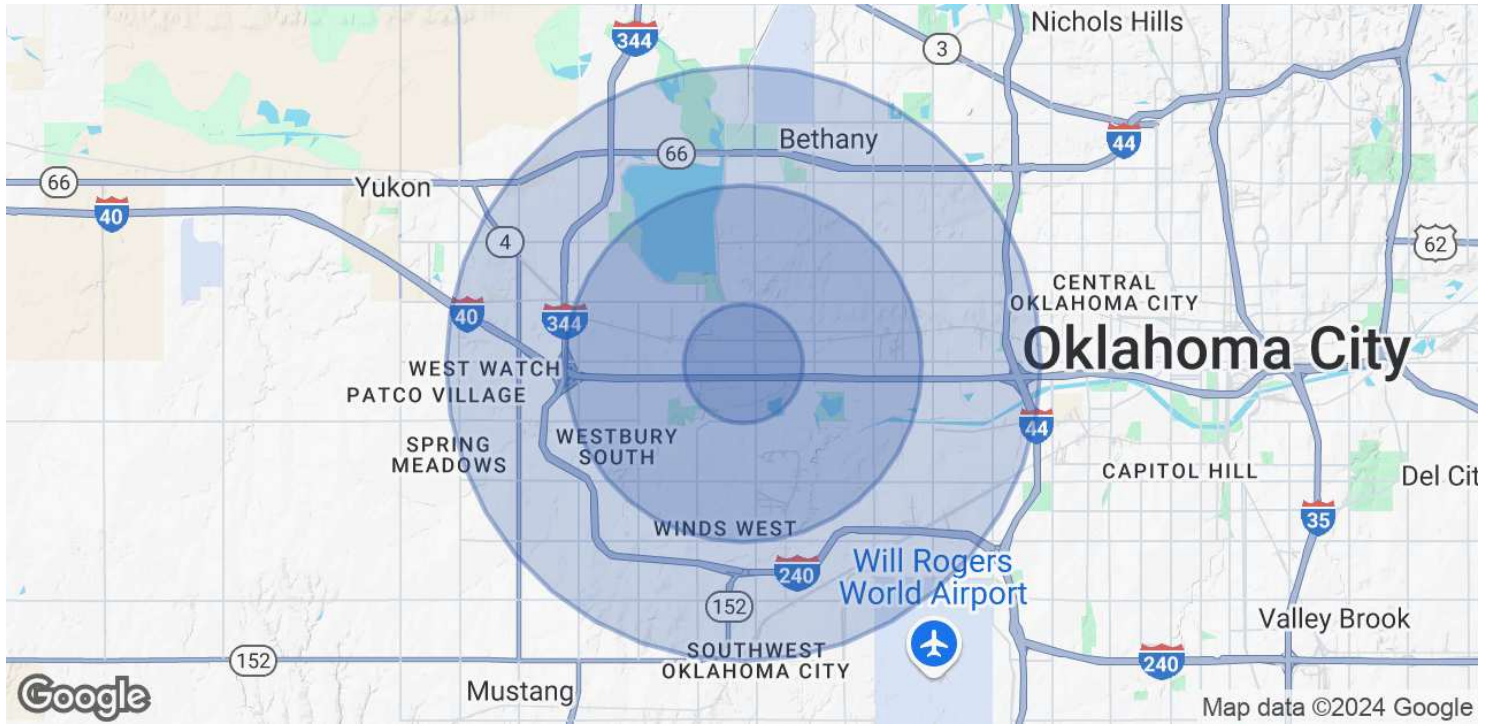 Nichols Hills
344
3
44
Bethany
66
66
Yukon
40
4
62
CENTRAL
OKLAHOMA CITY
40
344
Oklahoma City
WEST WATCH
PATCO VILLAGE
44
WESTBURY
SOUTH
SPRING
MEADOWS
CAPITOL HILL
Del Cit
35
WINDS WEST
Will Rogers
World Airport
240
152
Valley Brook
SOUTHWEST
OKLAHOMA CITY
152
240
Mustang
Google
Map data ©2024 Google